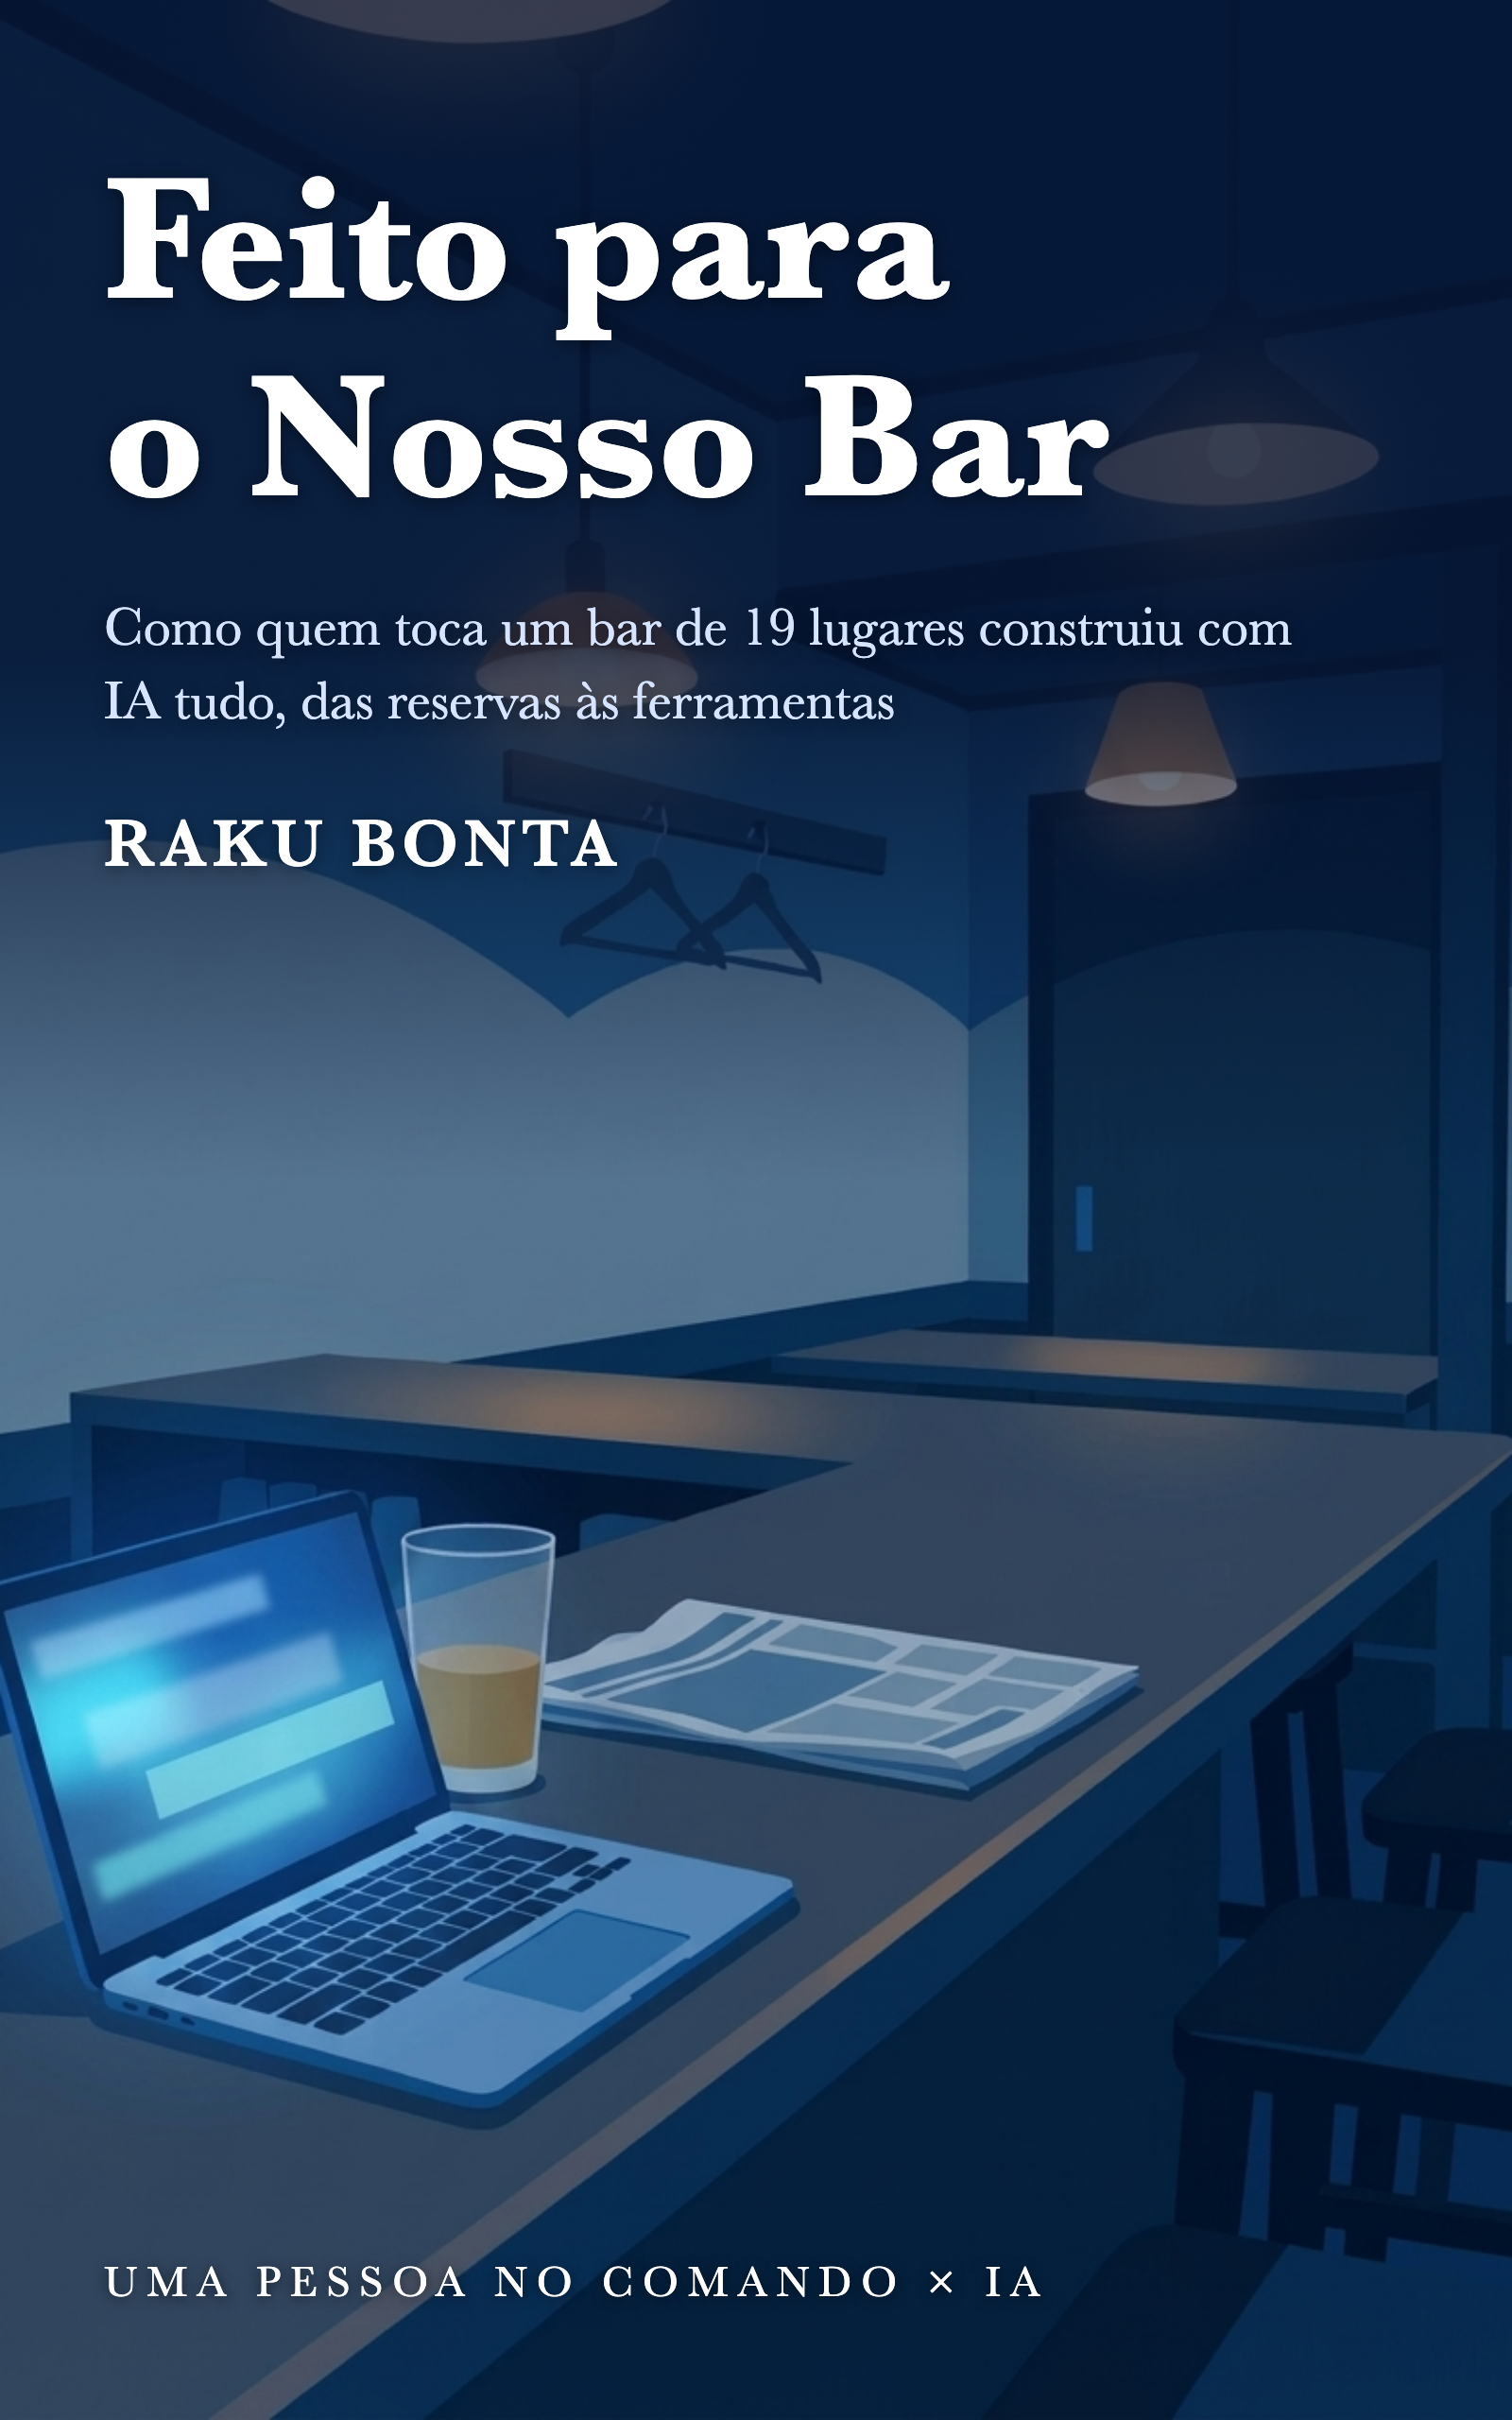 Feito para
o Nosso Bar
Como quem toca um bar de 19 lugares construiu com
IA tudo, das reservas às ferramentas
RAKU BONTA
UMA PESSOA NO COMANDO × IA